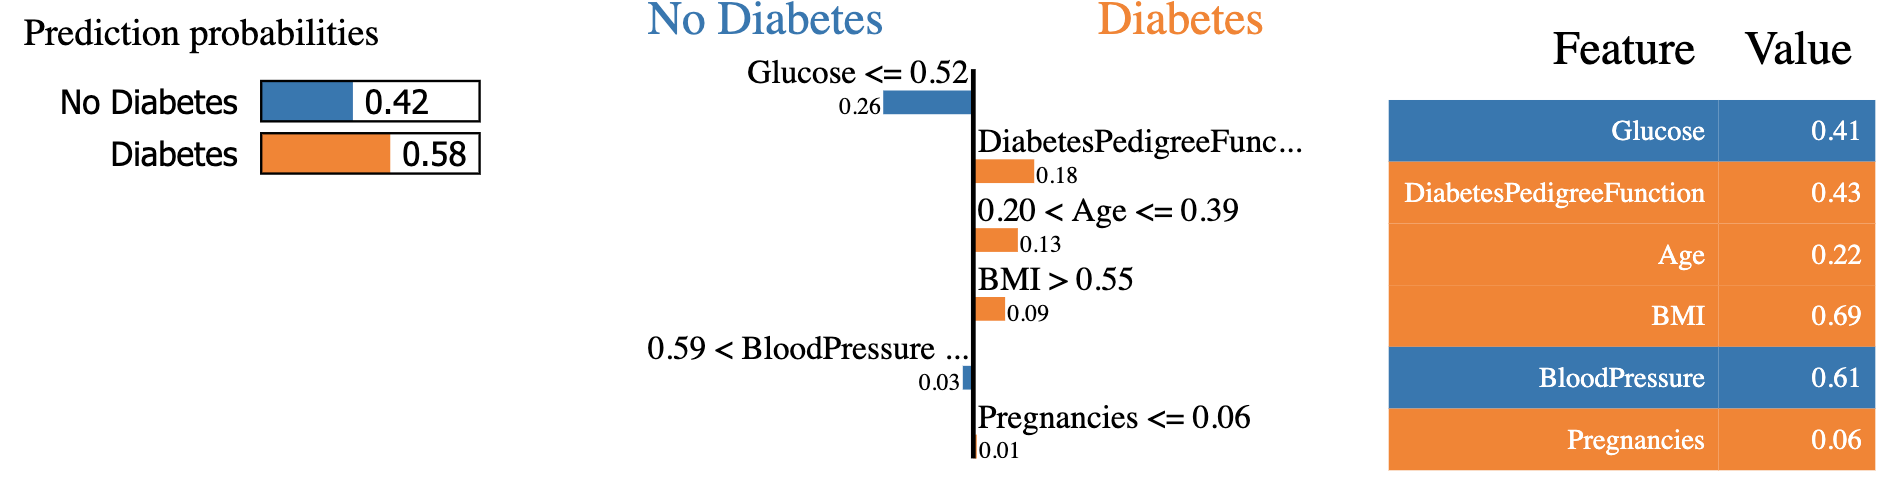 Prediction probabilities
No Diabetes 0.42
Diabetes 0.58
No Diabetes Diabetes
Glucose <= 0.52
0.26
DiabetesPedigreeFunc...
0.18
0.20 < Age <= 0.39
0.13
BMI > 0.55
0.09
0.59 < BloodPressure ...
0.03
Pregnancies <= 0.06
0.01
Feature Value
Glucose 0.41
DiabetesPedigreeFunction 0.43
Age 0.22
BMI 0.69
BloodPressure 0.61
Pregnancies 0.06